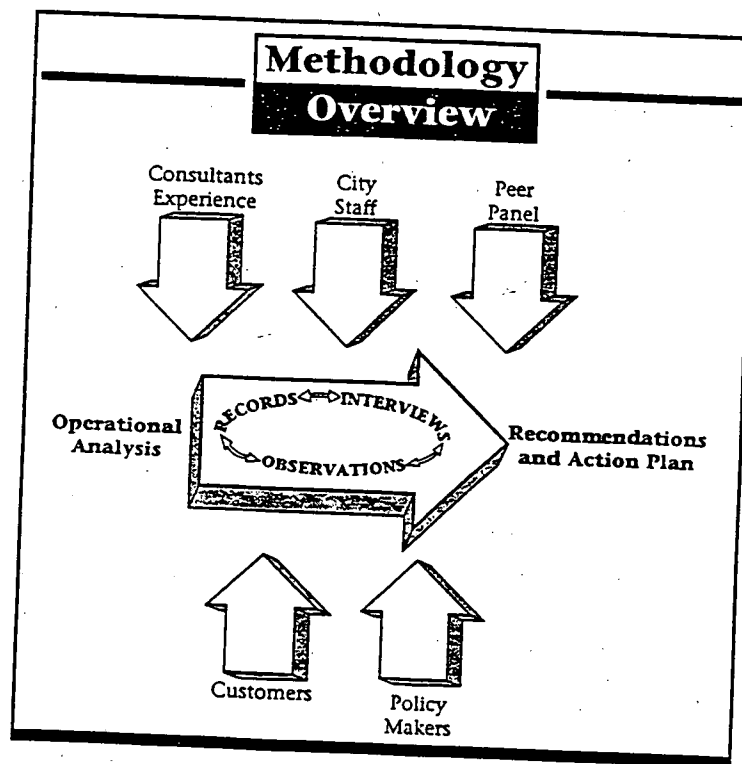 Methodology
Overview
Consultants
Experience
City
Staff
Peer
Panel
Operational
Analysis
RECORDS
INTERVIEWS
OBSERVATIONS
Recommendations
and Action Plan
Customers
Policy
Makers